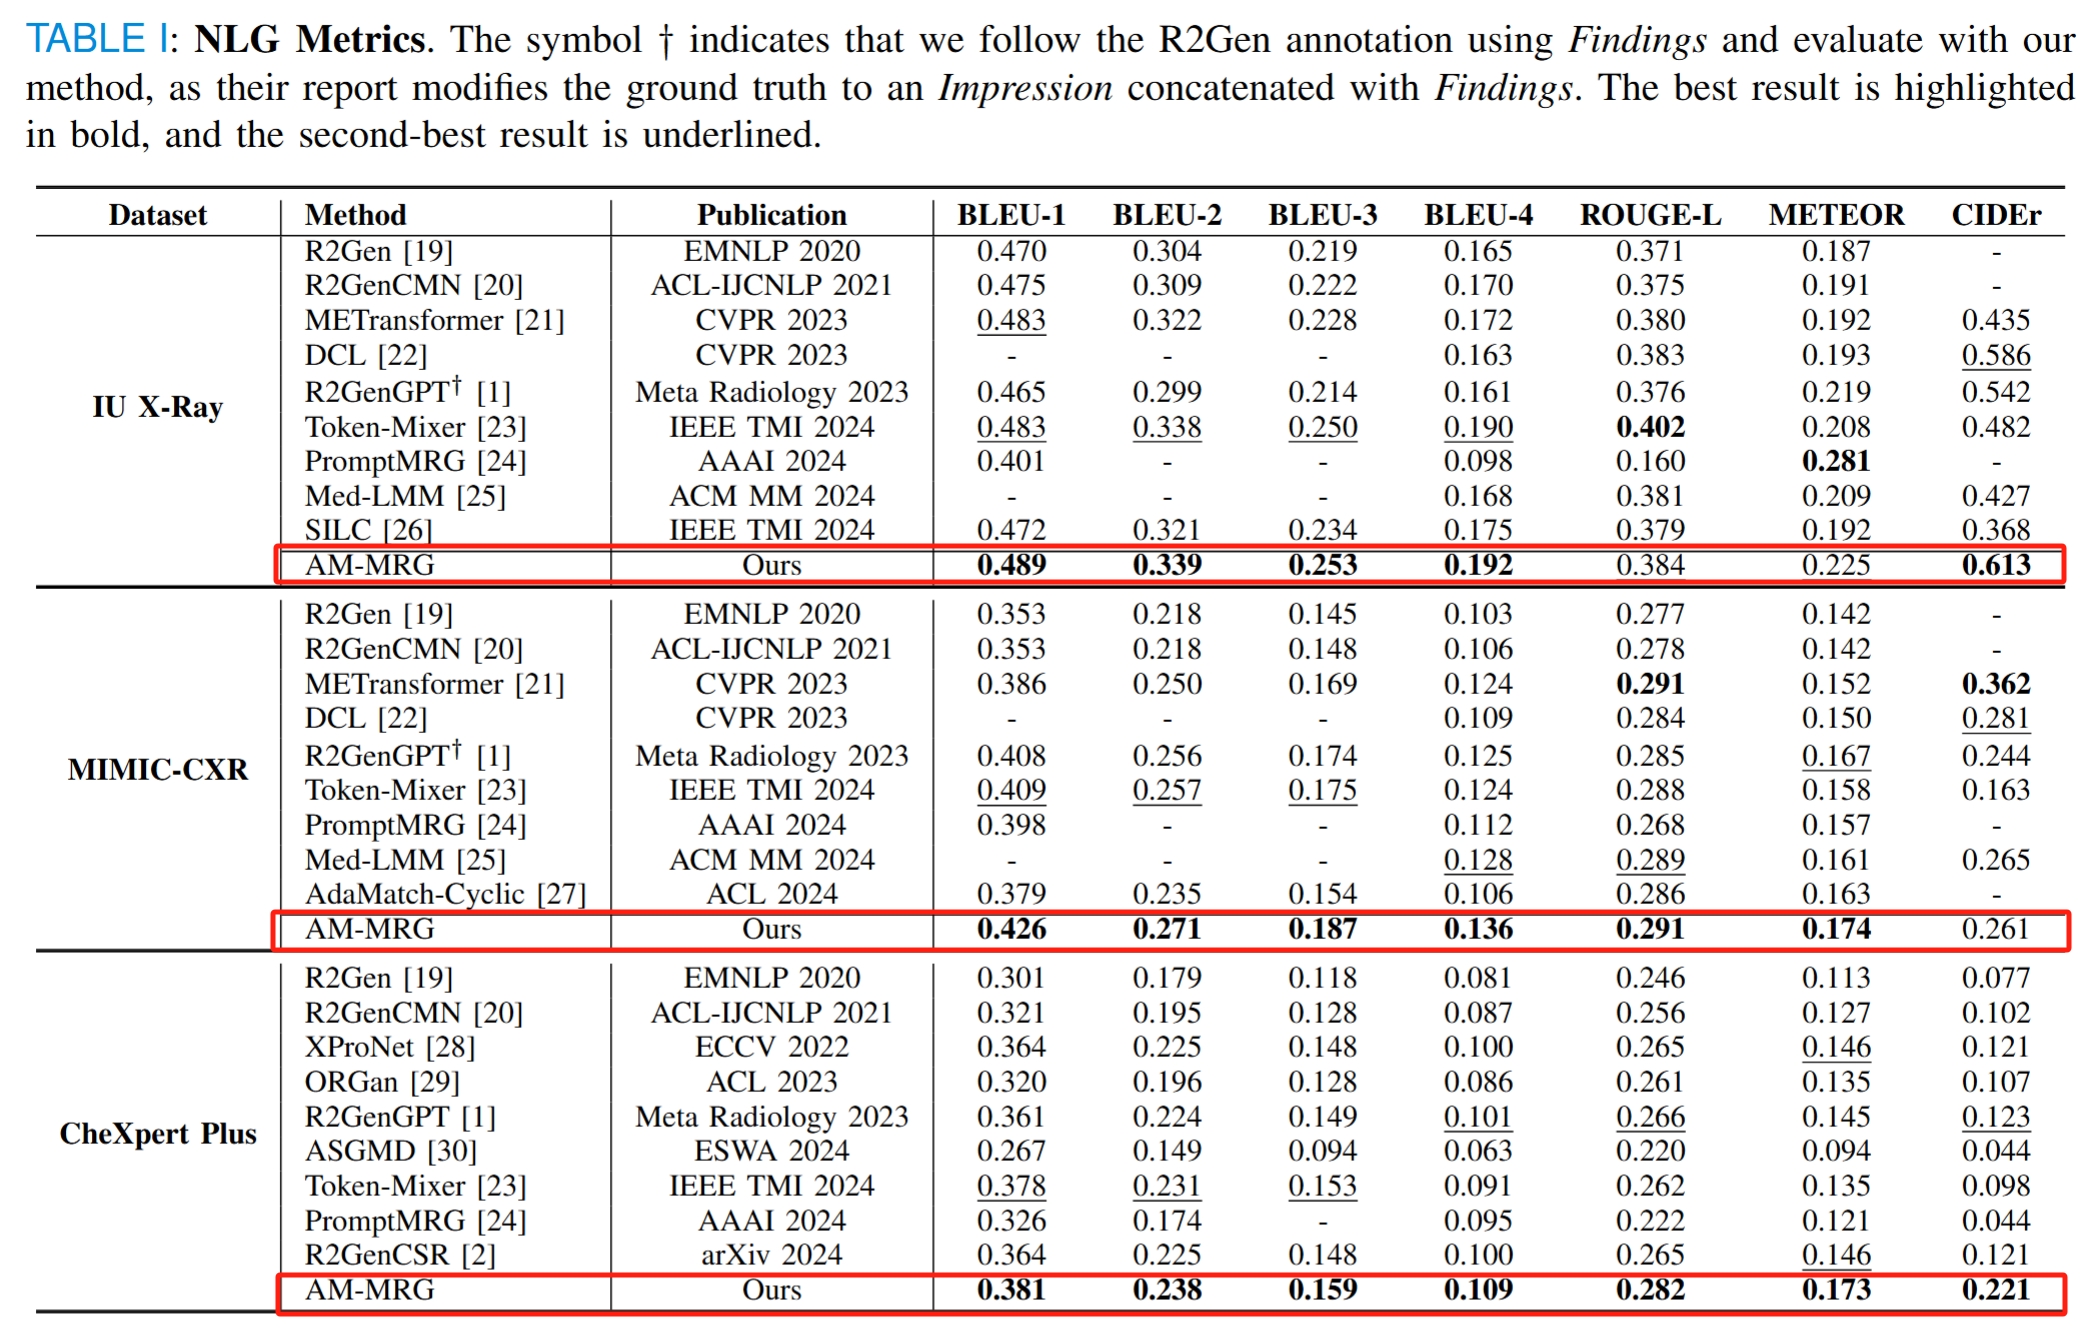 TABLE I: NLG Metrics. The symbol † indicates that we follow the R2Gen annotation using Findings and evaluate with our
method, as their report modifies the ground truth to an Impression concatenated with Findings. The best result is highlighted
in bold, and the second-best result is underlined.
Dataset Method Publication BLEU-1 BLEU-2 BLEU-3 BLEU-4 ROUGE-L METEOR CIDEr
R2Gen [19] EMNLP 2020 0.470 0.304 0.219 0.165 0.371 0.187 -
R2GenCMN [20] ACL-IJCNLP 2021 0.475 0.309 0.222 0.170 0.375 0.191 -
METransformer [21] CVPR 2023 0.483 0.322 0.228 0.172 0.380 0.192 0.435
DCL [22] CVPR 2023 - - - 0.163 0.383 0.193 0.586
IU X-Ray R2GenGPT† [1] Meta Radiology 2023 0.465 0.299 0.214 0.161 0.376 0.219 0.542
Token-Mixer [23] IEEE TMI 2024 0.483 0.338 0.250 0.190 0.402 0.208 0.482
PromptMRG [24] AAAI 2024 0.401 - - 0.098 0.160 0.281 -
Med-LMM [25] ACM MM 2024 - - - 0.168 0.381 0.209 0.427
SILC [26] IEEE TMI 2024 0.472 0.321 0.234 0.175 0.379 0.192 0.368
AM-MRG Ours 0.489 0.339 0.253 0.192 0.384 0.225 0.613
R2Gen [19] EMNLP 2020 0.353 0.218 0.145 0.103 0.277 0.142 -
R2GenCMN [20] ACL-IJCNLP 2021 0.353 0.218 0.148 0.106 0.278 0.142 -
METransformer [21] CVPR 2023 0.386 0.250 0.169 0.124 0.291 0.152 0.362
DCL [22] CVPR 2023 - - - 0.109 0.284 0.150 0.281
MIMIC-CXR R2GenGPT† [1] Meta Radiology 2023 0.408 0.256 0.174 0.125 0.285 0.167 0.244
Token-Mixer [23] IEEE TMI 2024 0.409 0.257 0.175 0.124 0.288 0.158 0.163
PromptMRG [24] AAAI 2024 0.398 - - 0.112 0.268 0.157 -
Med-LMM [25] ACM MM 2024 - - - 0.128 0.289 0.161 0.265
AdaMatch-Cyclic [27] ACL 2024 0.379 0.235 0.154 0.106 0.286 0.163 -
AM-MRG Ours 0.426 0.271 0.187 0.136 0.291 0.174 0.261
R2Gen [19] EMNLP 2020 0.301 0.179 0.118 0.081 0.246 0.113 0.077
R2GenCMN [20] ACL-IJCNLP 2021 0.321 0.195 0.128 0.087 0.256 0.127 0.102
XProNet [28] ECCV 2022 0.364 0.225 0.148 0.100 0.265 0.146 0.121
ORGan [29] ACL 2023 0.320 0.196 0.128 0.086 0.261 0.135 0.107
CheXpert Plus R2GenGPT [1] Meta Radiology 2023 0.361 0.224 0.149 0.101 0.266 0.145 0.123
ASGMD [30] ESWA 2024 0.267 0.149 0.094 0.063 0.220 0.094 0.044
Token-Mixer [23] IEEE TMI 2024 0.378 0.231 0.153 0.091 0.262 0.135 0.098
PromptMRG [24] AAAI 2024 0.326 0.174 - 0.095 0.222 0.121 0.044
R2GenCSR [2] arXiv 2024 0.364 0.225 0.148 0.100 0.265 0.146 0.121
AM-MRG Ours 0.381 0.238 0.159 0.109 0.282 0.173 0.221